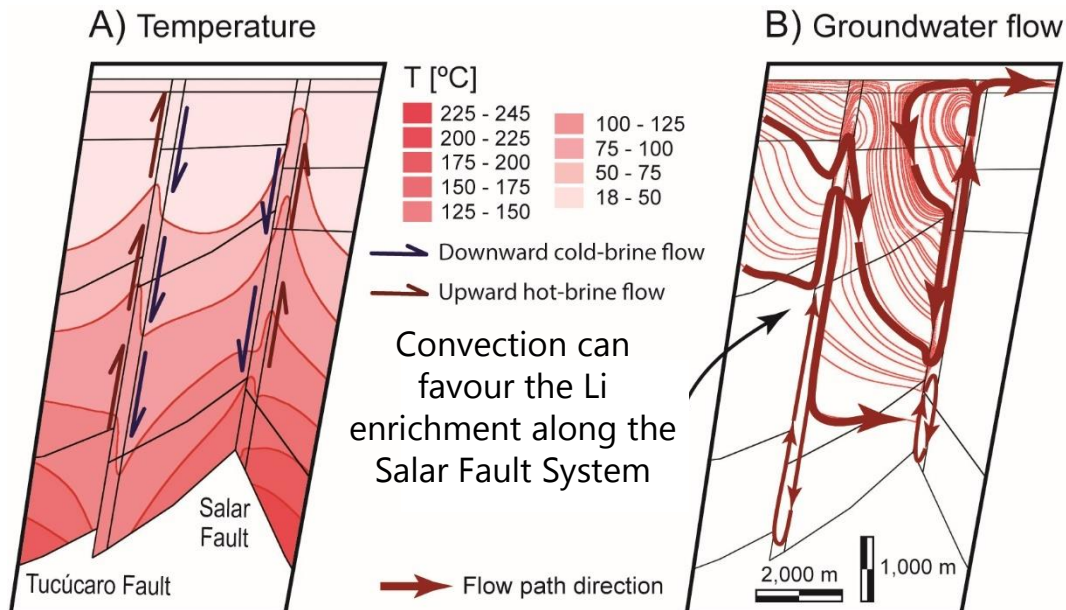 A) Temperature
T [ºC]
225 - 245
200 - 225
175 - 200
150 - 175
125 - 150
100 - 125
75 - 100
50 - 75
18 - 50
Downward cold-brine flow
Upward hot-brine flow
Convection can
favour the Li
enrichment along the
Salar Fault System
Salar
Fault
Tucúcaro Fault
Flow path direction
B) Groundwater flow
2,000 m
1,000 m